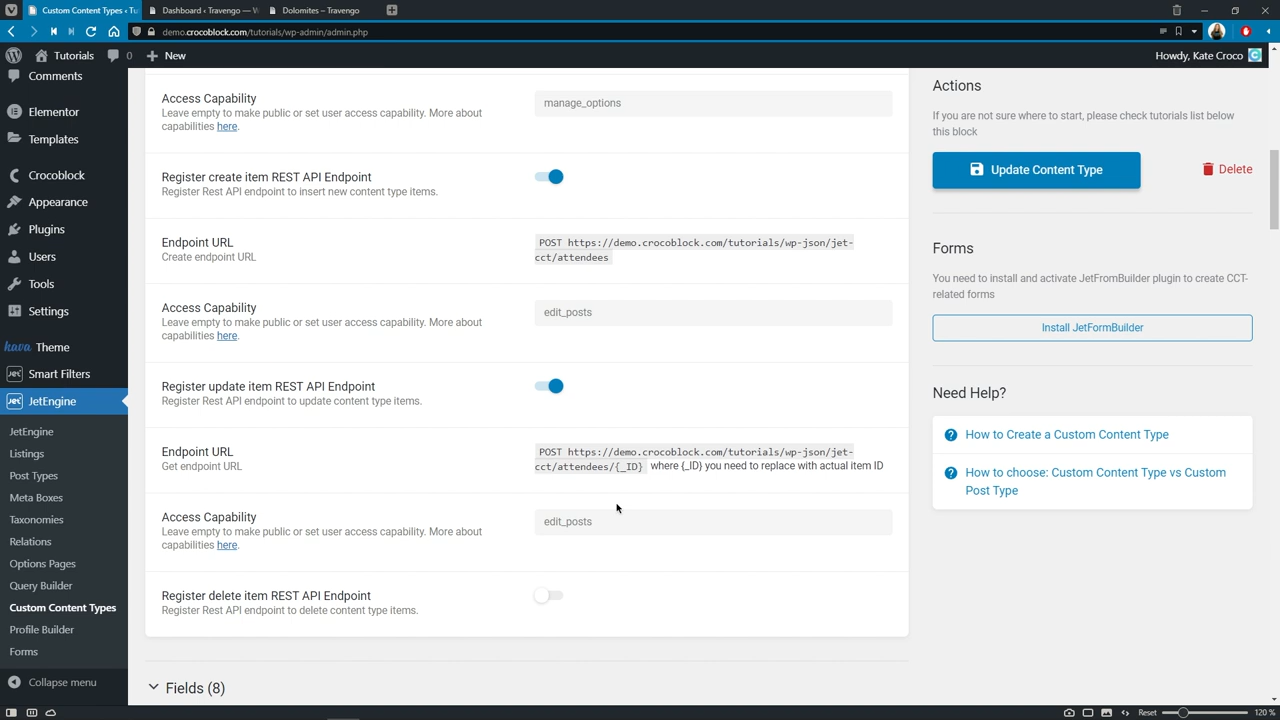 Custom Content Types ‹ Tu
Dashboard ‹ Travengo — W
Dolomites – Travengo
demo.crocoblock.com/tutorials/wp-admin/admin.php
Tutorials
0
New
Howdy, Kate Croco
Comments
Elementor
Templates
Crocoblock
Appearance
Plugins
Users
Tools
Settings
kava Theme
JET Smart Filters
JET JetEngine
JetEngine
Settings
Post Types
Meta Boxes
Taxonomies
Relations
Options Pages
Query Builder
Custom Content Types
Profile Builder
Forms
Collapse menu
Access Capability
Leave empty to make public or set user access capability. More about
capabilities here.
manage_options
Register create item REST API Endpoint
Register Rest API endpoint to insert new content type items.
Endpoint URL
Create endpoint URL
POST https://demo.crocoblock.com/tutorials/wp-json/jet-
cct/attendees
Access Capability
Leave empty to make public or set user access capability. More about
capabilities here.
edit_posts
Register update item REST API Endpoint
Register Rest API endpoint to update content type items.
Endpoint URL
Get endpoint URL
POST https://demo.crocoblock.com/tutorials/wp-json/jet-
cct/attendees/{_ID} where {_ID} you need to replace with actual item ID
Access Capability
Leave empty to make public or set user access capability. More about
capabilities here.
edit_posts
Register delete item REST API Endpoint
Register Rest API endpoint to delete content type items.
Fields (8)
Actions
If you are not sure where to start, please check tutorials list below
this block
Update Content Type
Delete
Forms
You need to install and activate JetFromBuilder plugin to create CCT-
related forms
Install JetFormBuilder
Need Help?
How to Create a Custom Content Type
How to choose: Custom Content Type vs Custom
Post Type
Reset
120 %